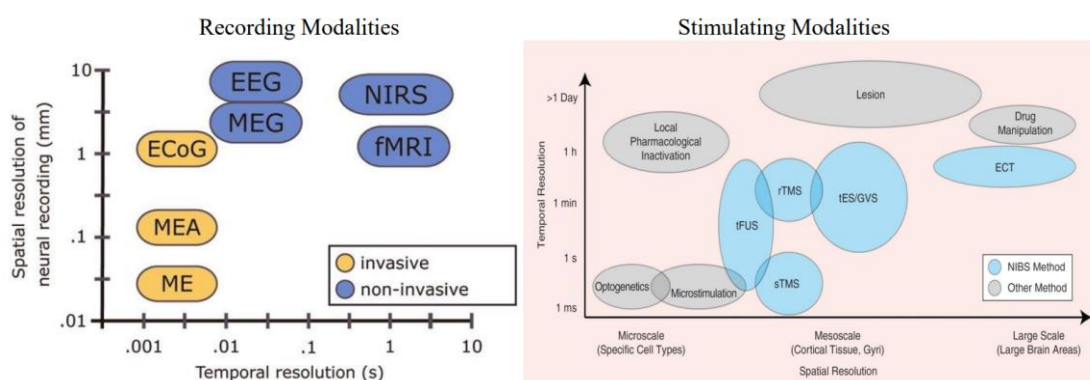 Recording Modalities
Spatial resolution of
neural recording (mm)
10
1
.1
.01
EEG
MEG
NIRS
ECoG
fMRI
MEA
ME
invasive
non-invasive
.001
.01
.1
1
10
Temporal resolution (s)
Stimulating Modalities
Temporal Resolution
>1 Day
1 h
1 min
1 s
1 ms
Lesion
Local
Pharmacological
Inactivation
Drug
Manipulation
ECT
rTMS
tES/GVS
tFUS
sTMS
Optogenetics
Microstimulation
NIBS Method
Other Method
Microscale
(Specific Cell Types)
Mesoscale
(Cortical Tissue, Gyri)
Large Scale
(Large Brain Areas)
Spatial Resolution